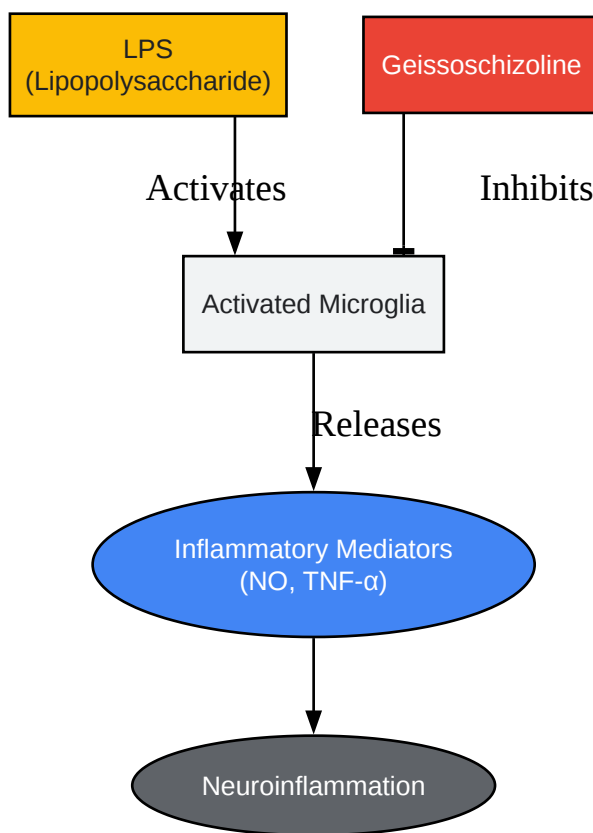 LPS
(Lipopolysaccharide)
Geissoschizoline
Activates
Inhibits
Activated Microglia
Releases
Inflammatory Mediators
(NO, TNF-α)
Neuroinflammation